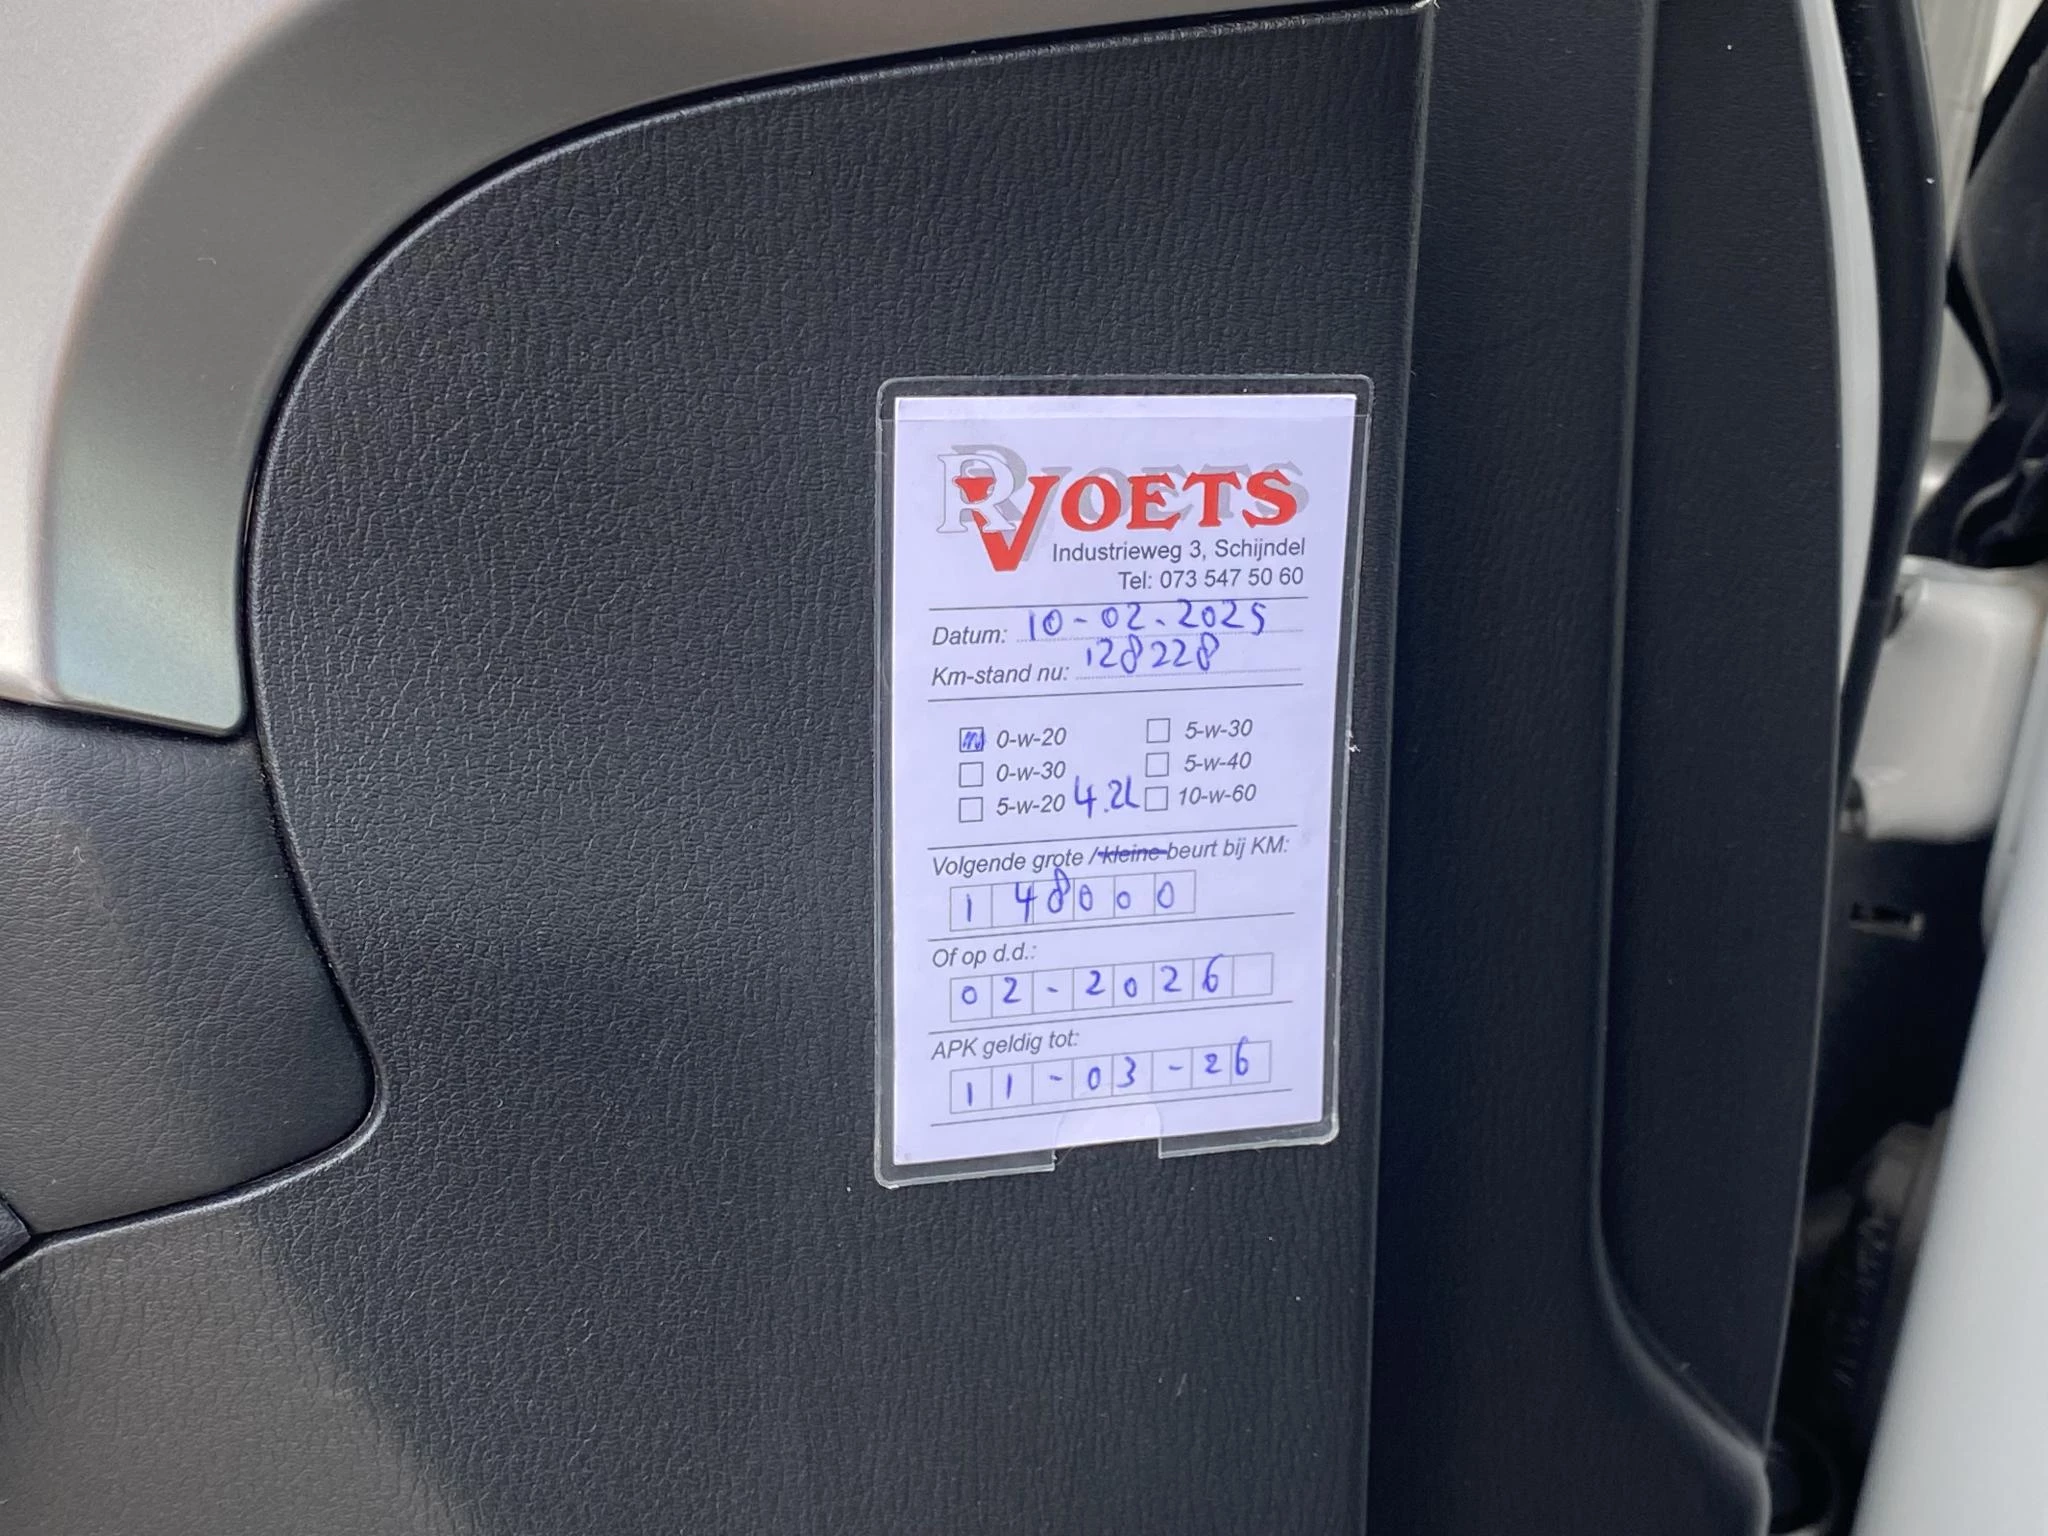 RVOETS
Industrieweg 3, Schijndel
Tel: 073 547 50 60
Datum: 10-02-2025
Km-stand nu: 128228
0-w-20 5-w-30
0-w-30 5-w-40
5-w-20 4.2L 10-w-60
Volgende grote / kleine beurt bij KM:
148000
Of op d.d.:
02-2026
APK geldig tot:
11-03-26